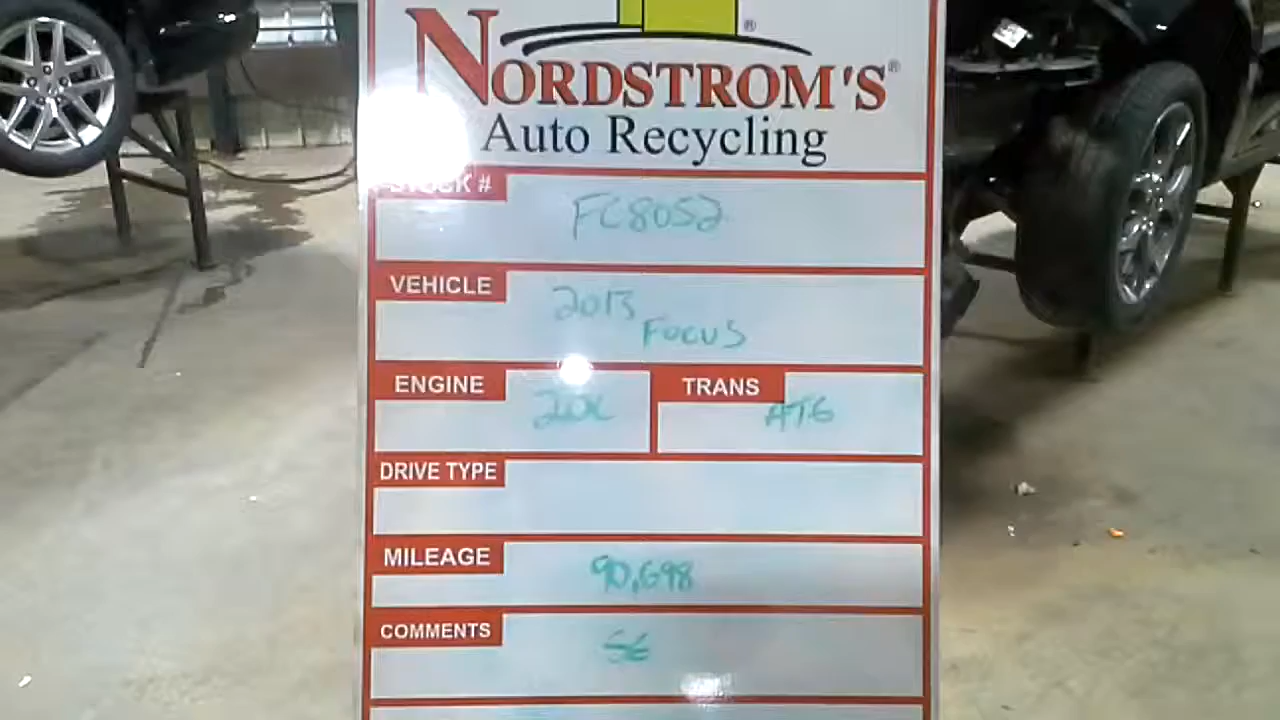 NORDSTROM'S®
Auto Recycling
STOCK #
FC8052
VEHICLE
2013
FOCUS
ENGINE
2.0L
TRANS
AT6
DRIVE TYPE
MILEAGE
90,698
COMMENTS
SE